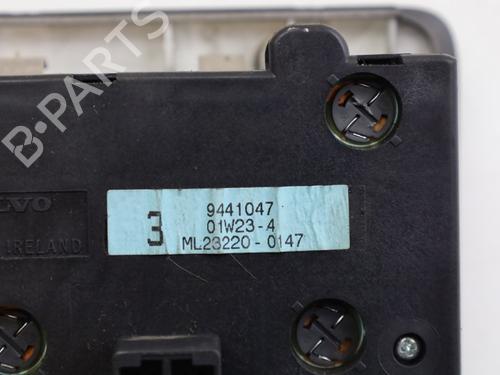 B-PARTS
3
9441047
01W23-4
ML23220-0147
IRELAND